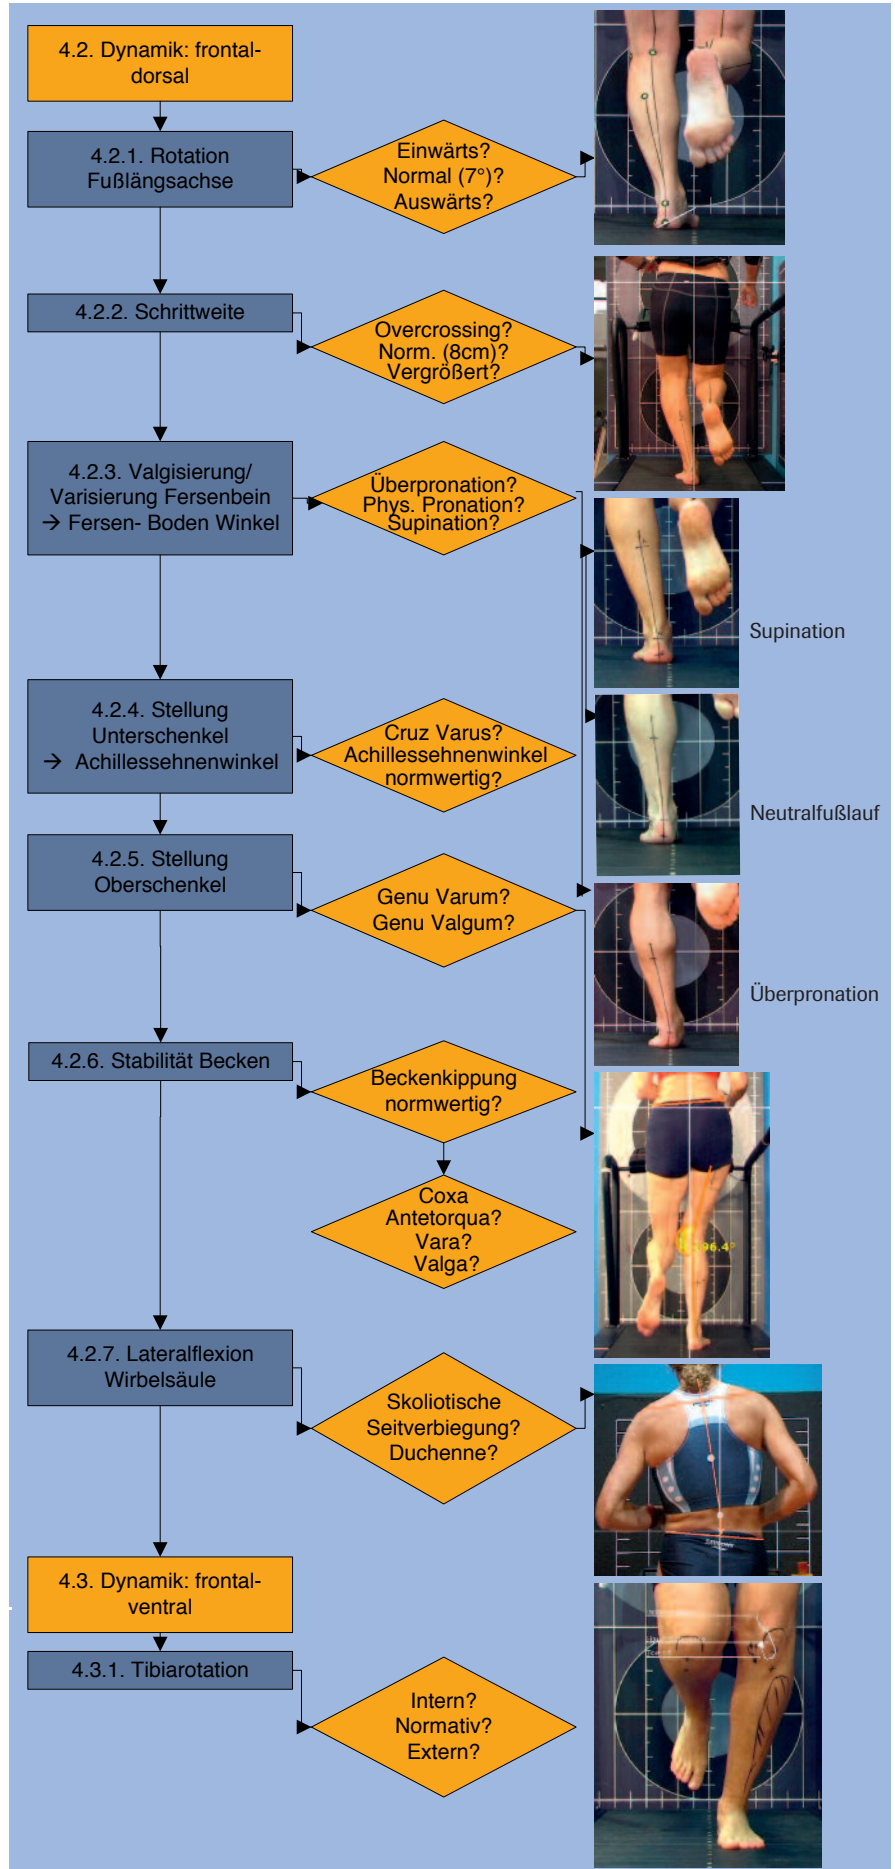 4.2. Dynamik: frontal-
dorsal
4.2.1. Rotation
Fußlängsachse
Einwärts?
Normal (7°)?
Auswärts?
4.2.2. Schrittweite
Overcrossing?
Norm. (8cm)?
Vergrößert?
4.2.3. Valgisierung/
Varisierung Fersenbein
→ Fersen- Boden Winkel
Überpronation?
Phys. Pronation?
Supination?
Supination
4.2.4. Stellung
Unterschenkel
→ Achillessehnenwinkel
Cruz Varus?
Achillessehnenwinkel
normwertig?
Neutralfußlauf
4.2.5. Stellung
Oberschenkel
Genu Varum?
Genu Valgum?
Überpronation
4.2.6. Stabilität Becken
Beckenkippung
normwertig?
Coxa
Antetorqua?
Vara?
Valga?
196.4°
4.2.7. Lateralflexion
Wirbelsäule
Skoliotische
Seitverbiegung?
Duchenne?
4.3. Dynamik: frontal-
ventral
4.3.1. Tibiarotation
Intern?
Normativ?
Extern?